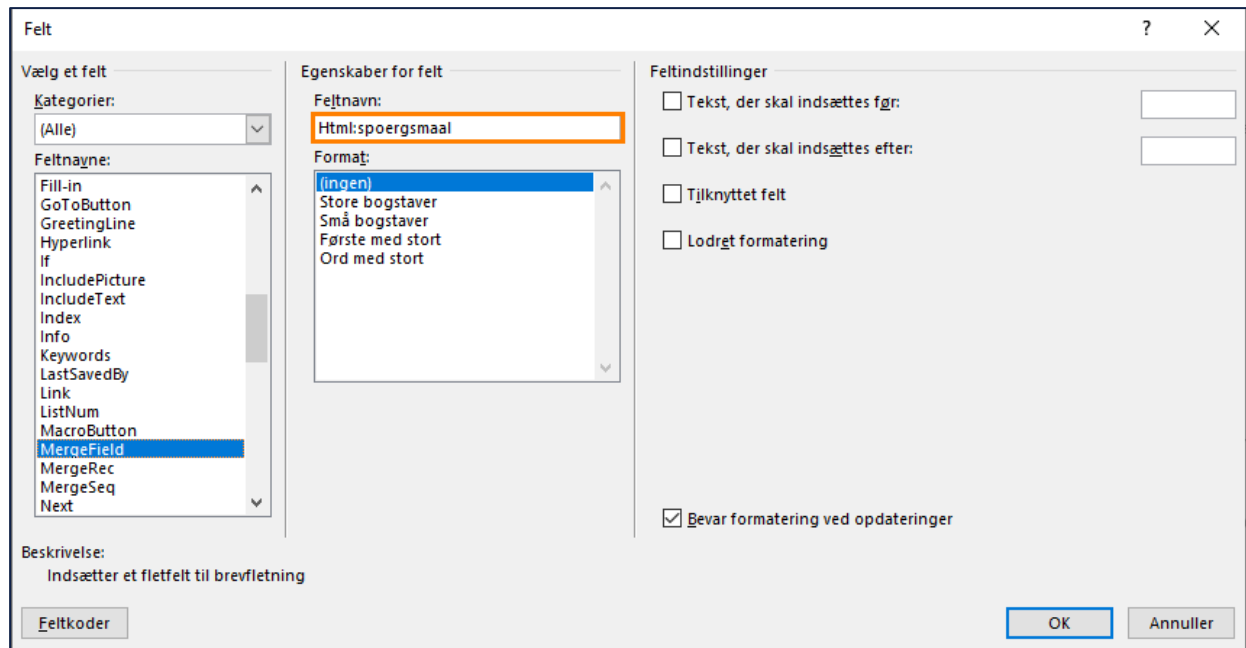 Felt
?
Vælg et felt
Kategorier:
(Alle)
Feltnavne:
Fill-in
GoToButton
GreetingLine
Hyperlink
If
IncludePicture
IncludeText
Index
Info
Keywords
LastSavedBy
Link
ListNum
MacroButton
MergeField
MergeRec
MergeSeq
Next
Egenskaber for felt
Feltnavn:
Html:spoergsmaal
Format:
(ingen)
Store bogstaver
Små bogstaver
Første med stort
Ord med stort
Feltindstillinger
Tekst, der skal indsættes før:
Tekst, der skal indsættes efter:
Tilknyttet felt
Lodret formatering
Bevar formatering ved opdateringer
Beskrivelse:
Indsætter et fletfelt til brevfletning
Feltkoder
OK
Annuller